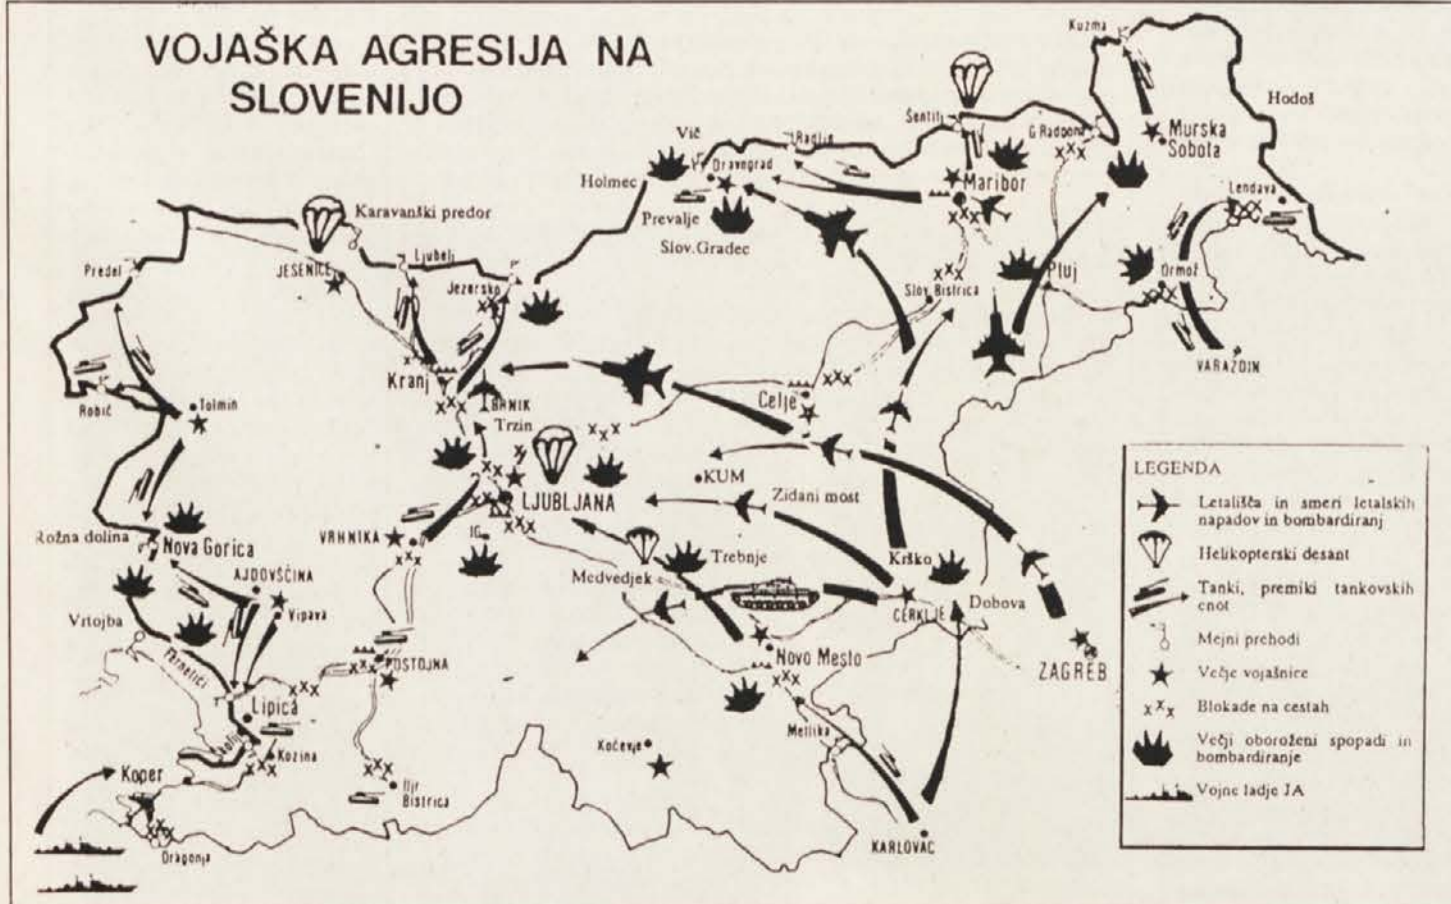 VOJAŠKA AGRESIJA NA
SLOVENIJO
Kuzma
Hodoš
Šentilj
G Radgona
Murska
Sobota
Vič
Radlje
Dravograd
Holmec
Maribor
Lendava
Prevalje
Slov.Gradec
Karavanški predor
Ljubelj
Predel
JESENICE
Jezersko
Ptuj
Ormož
Slov Bistrica
VARAŽDIN
Kranj
BRNIK
Trzin
Celje
Robič
Tolmin
KUM
LJUBLJANA
Zidani most
Rožna dolina
Nova Gorica
VRHNIKA
IG
Trebnje
Krško
Medvedjek
AJDOVŠČINA
Vipava
CERKLJE
Dobova
Vrtojba
Fernetiči
POSTOJNA
Novo Mesto
ZAGREB
Lipica
Metlika
Kočevje
Kozina
Koper
Ilir
Bistrica
KARLOVAC
Dragonja
LEGENDA
Letališča in smeri letalskih
napadov in bombardiranj
Helikopterski desant
Tanki, premiki tankovskih
enot
Mejni prehodi
Večje vojašnice
Blokade na cestah
Večji oboroženi spopadi in
bombardiranje
Vojne ladje JA